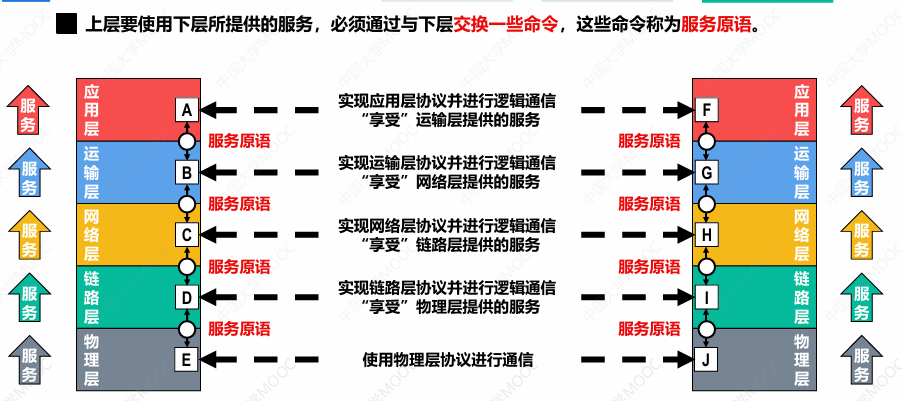 上层要使用下层所提供的服务，必须通过与下层交换一些命令，这些命令称为服务原语。
服务
应用层
A
实现应用层协议并进行逻辑通信
“享受”运输层提供的服务
F
应用层
服务
服务原语
服务原语
服务
运输层
B
实现运输层协议并进行逻辑通信
“享受”网络层提供的服务
G
运输层
服务
服务原语
服务原语
服务
网络层
C
实现网络层协议并进行逻辑通信
“享受”链路层提供的服务
H
网络层
服务
服务原语
服务原语
服务
链路层
D
实现链路层协议并进行逻辑通信
“享受”物理层提供的服务
I
链路层
服务
服务原语
服务原语
服务
物理层
E
使用物理层协议进行通信
J
物理层
服务
中国大学MOOC